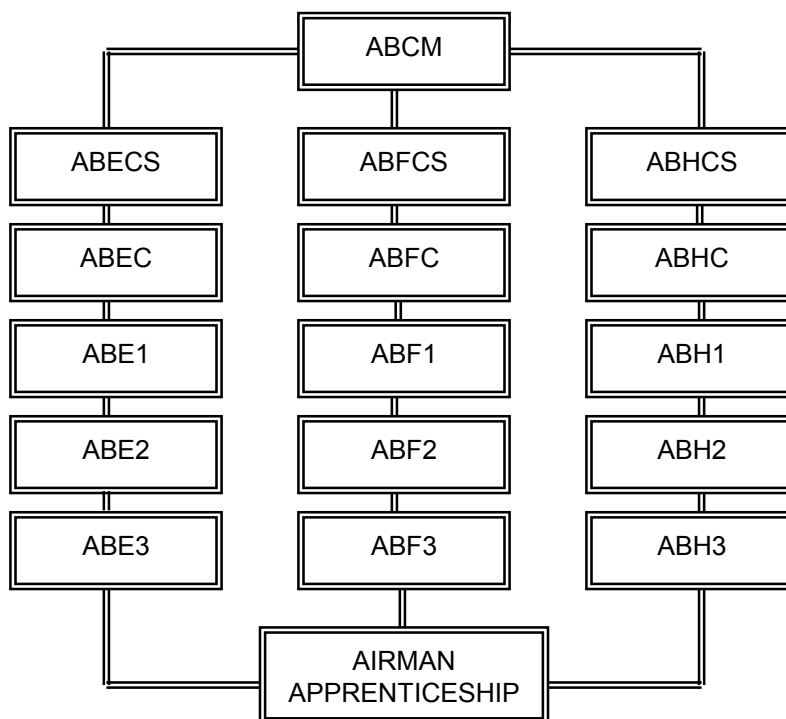 ABCM
ABECS
ABFCS
ABHCS
ABEC
ABFC
ABHC
ABE1
ABF1
ABH1
ABE2
ABF2
ABH2
ABE3
ABF3
ABH3
AIRMAN
APPRENTICESHIP